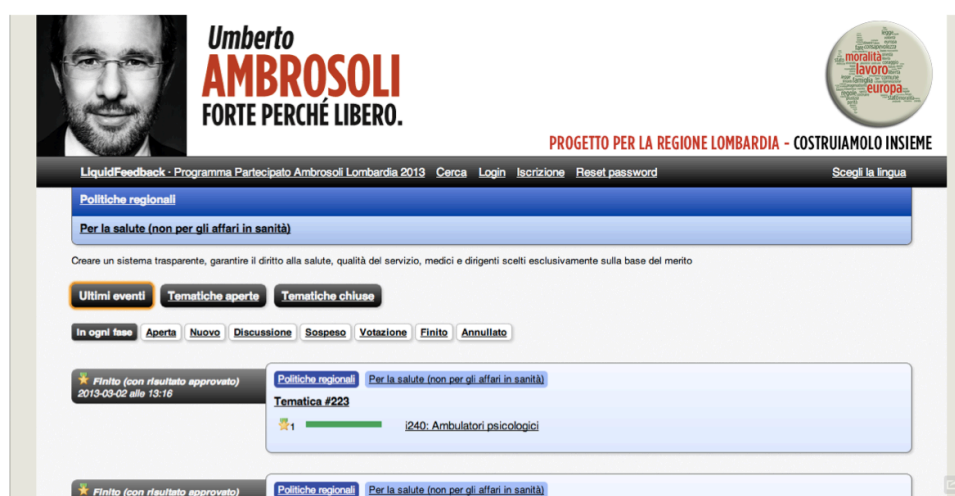 Umberto
AMBROSOLI
FORTE PERCHÉ LIBERO.
moralità
lavoro
europa
PROGETTO PER LA REGIONE LOMBARDIA - COSTRUIAMOLO INSIEME
LiquidFeedback · Programma Partecipato Ambrosoli Lombardia 2013 Cerca Login Iscrizione Reset password Scegli la lingua
Politiche regionali
Per la salute (non per gli affari in sanità)
Creare un sistema trasparente, garantire il diritto alla salute, qualità del servizio, medici e dirigenti scelti esclusivamente sulla base del merito
Ultimi eventi Tematiche aperte Tematiche chiuse
In ogni fase Aperta Nuovo Discussione Sospeso Votazione Finito Annullato
Finito (con risultato approvato) Politiche regionali Per la salute (non per gli affari in sanità)
2013-03-02 alle 13:16
Tematica #223
1 i240: Ambulatori psicologici
Finito (con risultato approvato) Politiche regionali Per la salute (non per gli affari in sanità)